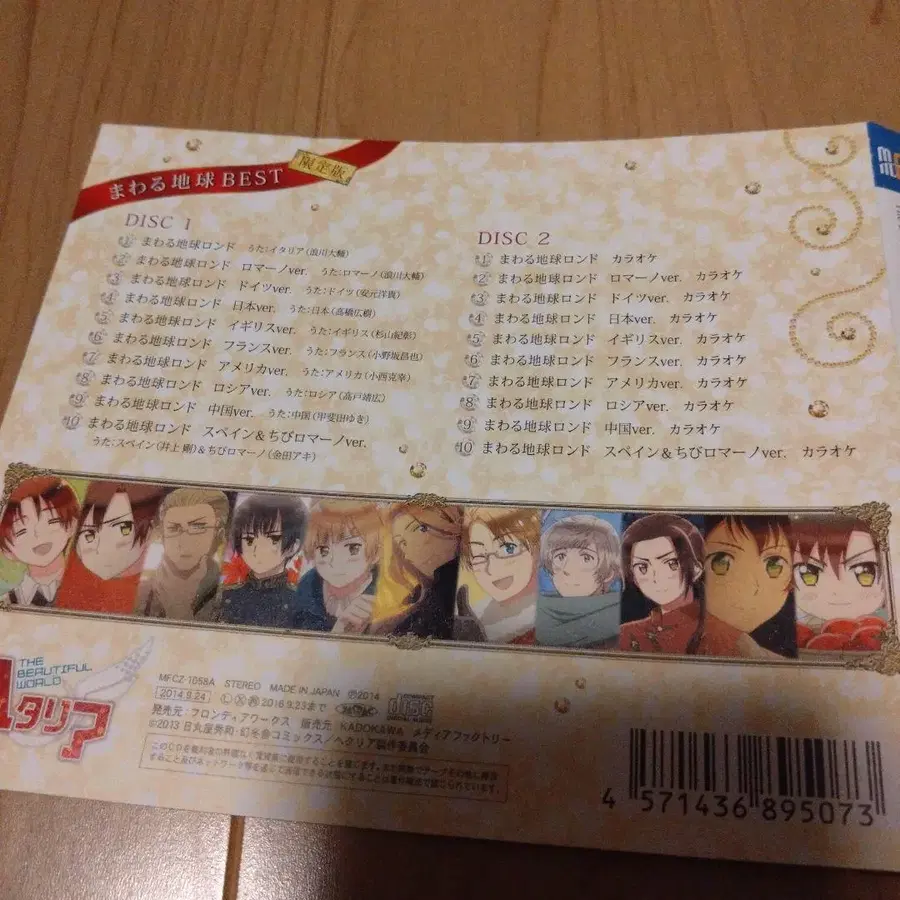 まわる地球BEST 限定版
DISC 1
1 まわる地球ロンド うた:イタリア(浪川大輔)
2 まわる地球ロンド ロマーノver. うた:ロマーノ(浪川大輔)
3 まわる地球ロンド ドイツver. うた:ドイツ(安元洋貴)
4 まわる地球ロンド 日本ver. うた:日本(高橋広樹)
5 まわる地球ロンド イギリスver. うた:イギリス(杉山紀彰)
6 まわる地球ロンド フランスver. うた:フランス(小野坂昌也)
7 まわる地球ロンド アメリカver. うた:アメリカ(小西克幸)
8 まわる地球ロンド ロシアver. うた:ロシア(高戸靖広)
9 まわる地球ロンド 中国ver. うた:中国(甲斐田ゆき)
10 まわる地球ロンド スペイン&ちびロマーノver.
うた:スペイン(井上 剛)&ちびロマーノ(金田アキ)
DISC 2
1 まわる地球ロンド カラオケ
2 まわる地球ロンド ロマーノver. カラオケ
3 まわる地球ロンド ドイツver. カラオケ
4 まわる地球ロンド 日本ver. カラオケ
5 まわる地球ロンド イギリスver. カラオケ
6 まわる地球ロンド フランスver. カラオケ
7 まわる地球ロンド アメリカver. カラオケ
8 まわる地球ロンド ロシアver. カラオケ
9 まわる地球ロンド 中国ver. カラオケ
10 まわる地球ロンド スペイン&ちびロマーノver. カラオケ
THE
BEAUTIFUL
WORLD
ヘタリア
MFCZ-1058A STEREO MADE IN JAPAN ℗2014
2014.9.24 2016.9.23まで
発売元:フロンティアワークス 販売元 KADOKAWA メディアファクトリー
©2013 日丸屋秀和・幻冬舎コミックス/ヘタリア製作委員会
4 571436 895073